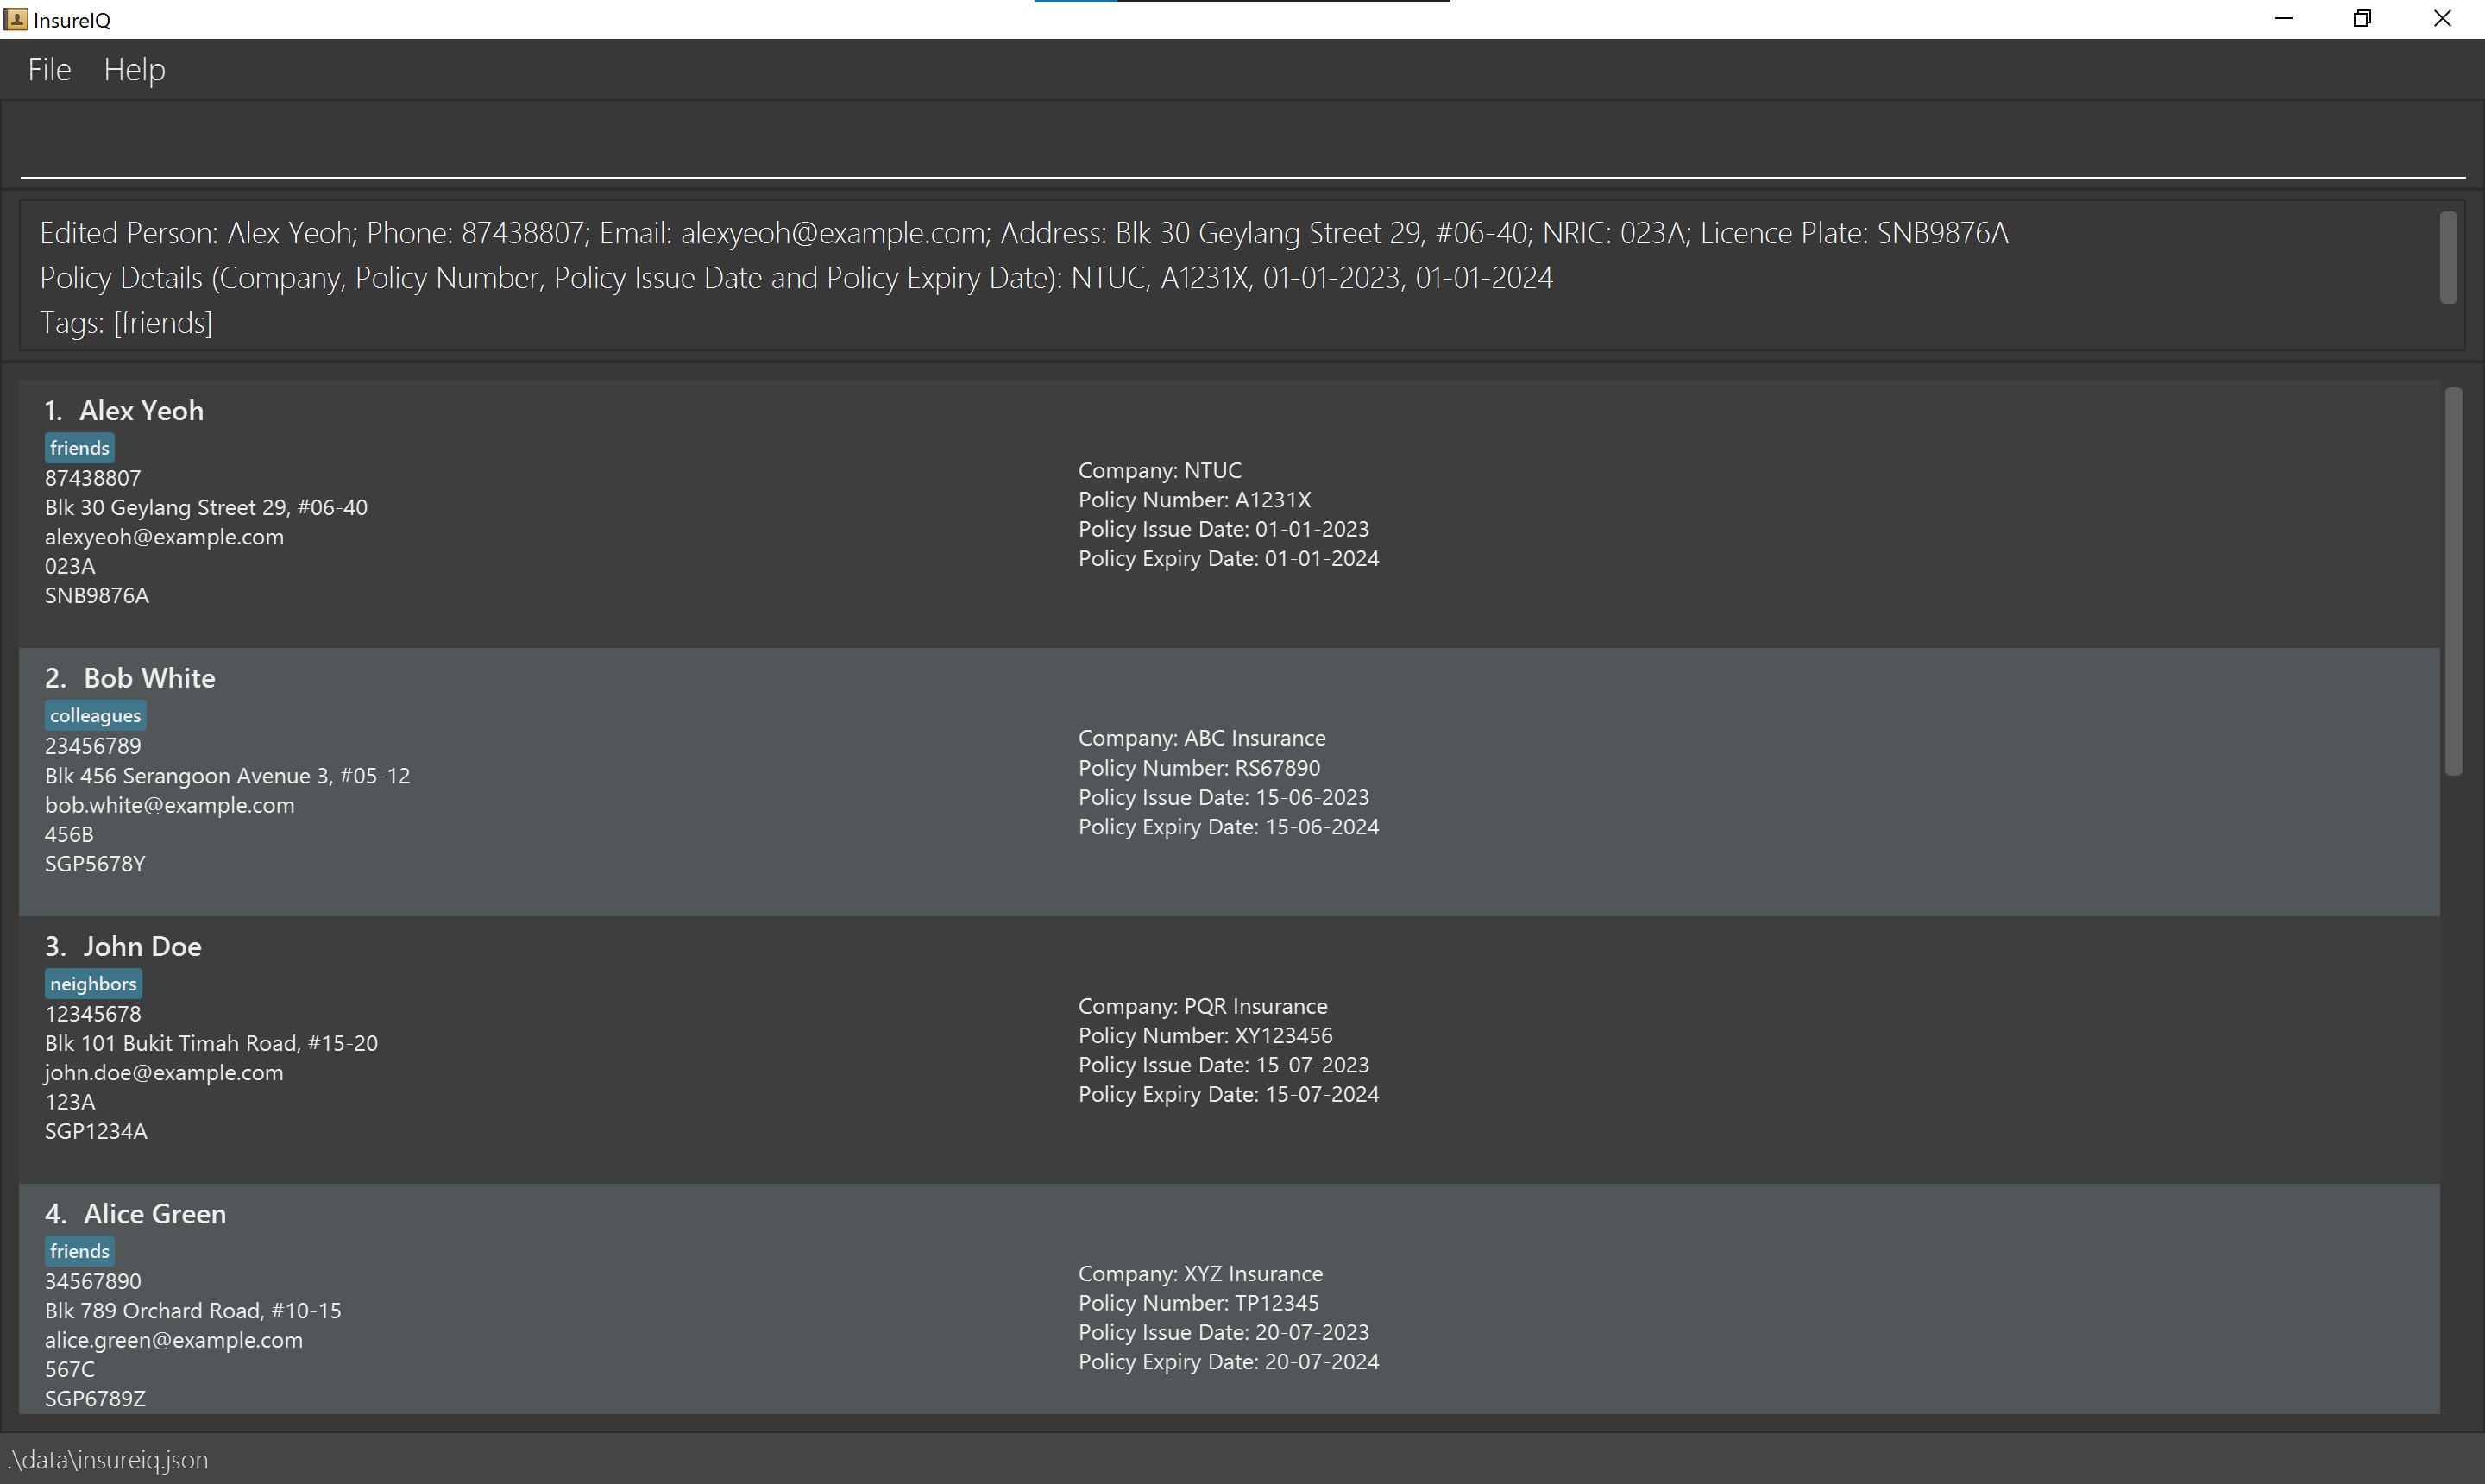 InsureIQ
File Help
Edited Person: Alex Yeoh; Phone: 87438807; Email: alexyeoh@example.com; Address: Blk 30 Geylang Street 29, #06-40; NRIC: 023A; Licence Plate: SNB9876A
Policy Details (Company, Policy Number, Policy Issue Date and Policy Expiry Date): NTUC, A1231X, 01-01-2023, 01-01-2024
Tags: [friends]
1. Alex Yeoh
friends
87438807
Blk 30 Geylang Street 29, #06-40
alexyeoh@example.com
023A
SNB9876A
Company: NTUC
Policy Number: A1231X
Policy Issue Date: 01-01-2023
Policy Expiry Date: 01-01-2024
2. Bob White
colleagues
23456789
Blk 456 Serangoon Avenue 3, #05-12
bob.white@example.com
456B
SGP5678Y
Company: ABC Insurance
Policy Number: RS67890
Policy Issue Date: 15-06-2023
Policy Expiry Date: 15-06-2024
3. John Doe
neighbors
12345678
Blk 101 Bukit Timah Road, #15-20
john.doe@example.com
123A
SGP1234A
Company: PQR Insurance
Policy Number: XY123456
Policy Issue Date: 15-07-2023
Policy Expiry Date: 15-07-2024
4. Alice Green
friends
34567890
Blk 789 Orchard Road, #10-15
alice.green@example.com
567C
SGP6789Z
Company: XYZ Insurance
Policy Number: TP12345
Policy Issue Date: 20-07-2023
Policy Expiry Date: 20-07-2024
.\data\insureiq.json